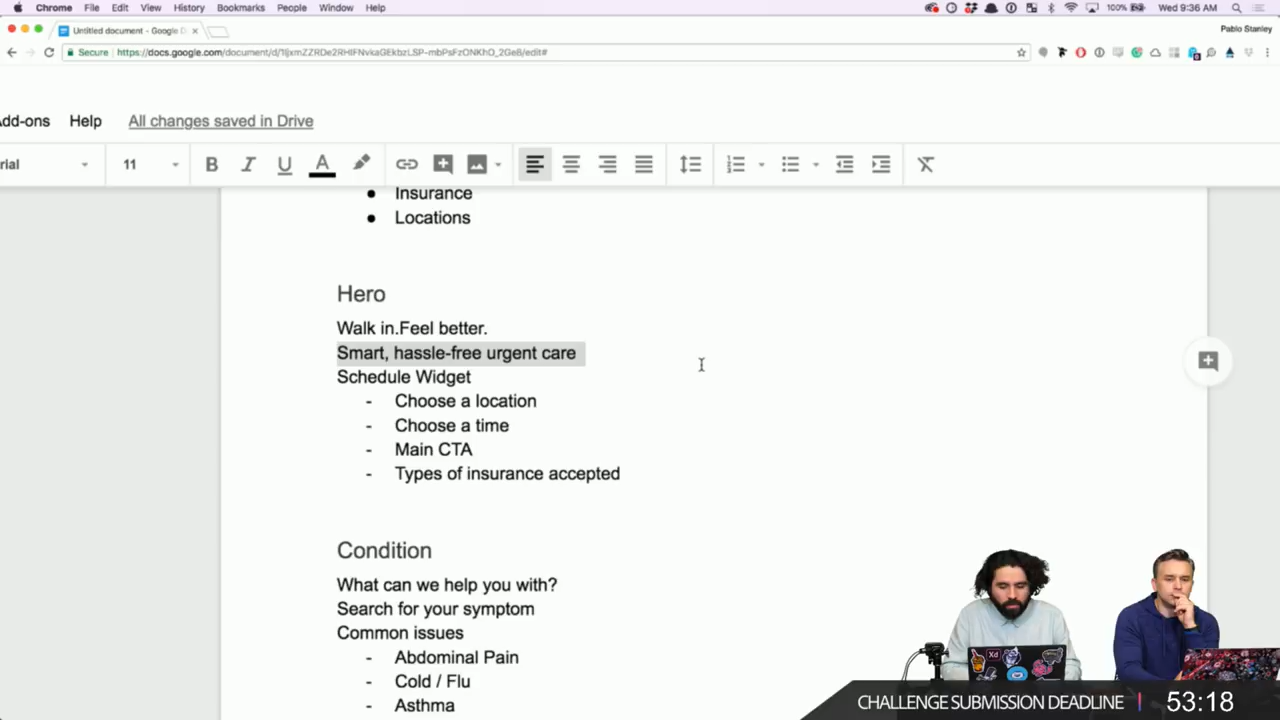 Chrome File Edit View History Bookmarks People Window Help
100% Wed 9:36 AM
Untitled document - Google D
Pablo Stanley
Secure
Add-ons Help All changes saved in Drive
rial 11 B I U A
Insurance
Locations
Hero
Walk in.Feel better.
Smart, hassle-free urgent care
Schedule Widget
- Choose a location
- Choose a time
- Main CTA
- Types of insurance accepted
Condition
What can we help you with?
Search for your symptom
Common issues
- Abdominal Pain
- Cold / Flu
- Asthma
Xd
CHALLENGE SUBMISSION DEADLINE | 53:18